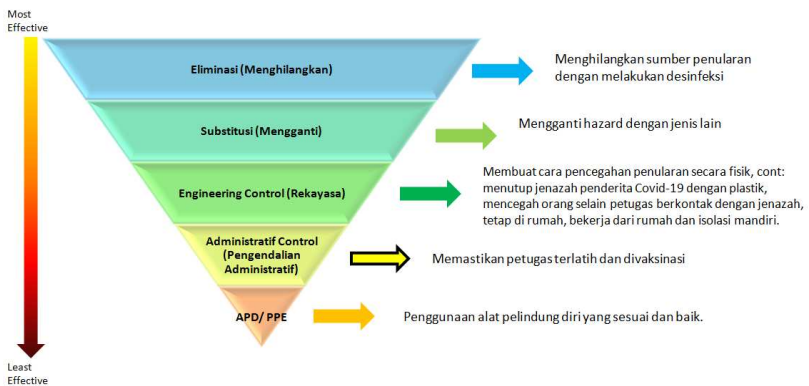 Most
Effective
Eliminasi (Menghilangkan)
Menghilangkan sumber penularan
dengan melakukan desinfeksi
Substitusi (Mengganti)
Mengganti hazard dengan jenis lain
Engineering Control (Rekayasa)
Membuat cara pencegahan penularan secara fisik, cont:
menutup jenazah penderita Covid-19 dengan plastik,
mencegah orang selain petugas berkontak dengan jenazah,
tetap di rumah, bekerja dari rumah dan isolasi mandiri.
Administratif Control
(Pengendalian
Administratif)
Memastikan petugas terlatih dan divaksinasi
APD/ PPE
Penggunaan alat pelindung diri yang sesuai dan baik.
Least
Effective